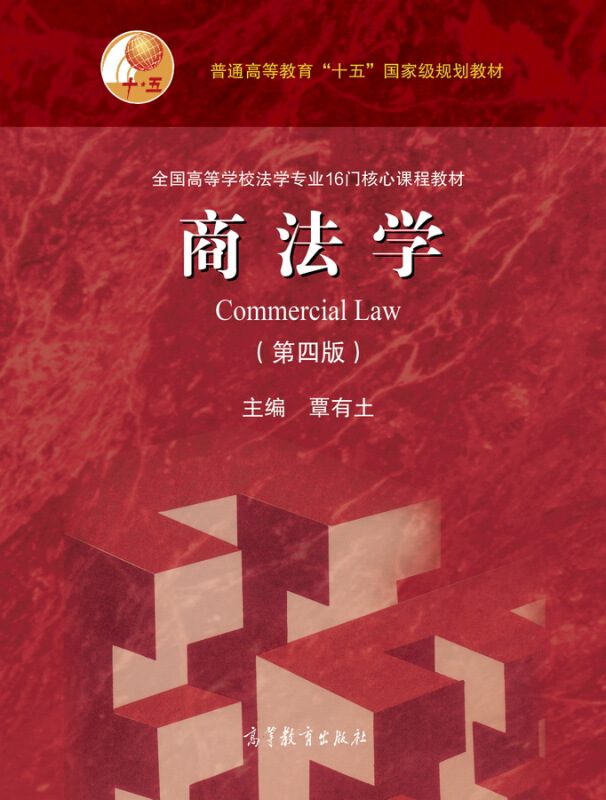 十·五
普通高等教育“十五”国家级规划教材
全国高等学校法学专业16门核心课程教材
商法学
Commercial Law
（第四版）
主编 覃有土
高等教育出版社